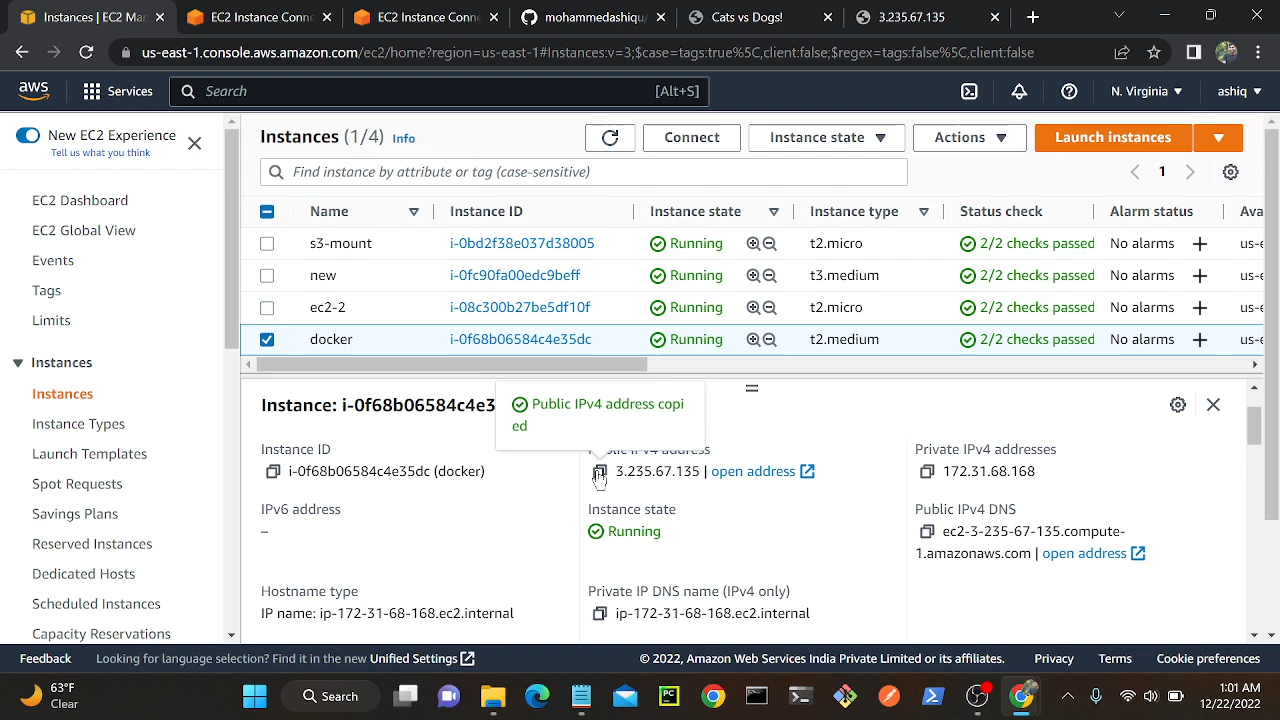 Instances | EC2 Mar
EC2 Instance Conne
EC2 Instance Conne
mohammedashiqu
Cats vs Dogs!
3.235.67.135
us-east-1.console.aws.amazon.com/ec2/home?region=us-east-1#Instances:v=3;$case=tags:true%5C,client:false;$regex=tags:false%5C,client:false
aws
Services
Search
[Alt+S]
N. Virginia
ashiq
New EC2 Experience
Tell us what you think
EC2 Dashboard
EC2 Global View
Events
Tags
Limits
Instances
Instances
Instance Types
Launch Templates
Spot Requests
Savings Plans
Reserved Instances
Dedicated Hosts
Scheduled Instances
Capacity Reservations
Instances (1/4) Info
Connect
Instance state
Actions
Launch instances
Find instance by attribute or tag (case-sensitive)
1
Name Instance ID Instance state Instance type Status check Alarm status Ava
s3-mount i-0bd2f38e037d38005 Running t2.micro 2/2 checks passed No alarms + us-e
new i-0fc90fa00edc9beff Running t3.medium 2/2 checks passed No alarms + us-e
ec2-2 i-08c300b27be5df10f Running t2.micro 2/2 checks passed No alarms + us-e
docker i-0f68b06584c4e35dc Running t2.medium 2/2 checks passed No alarms + us-e
Instance: i-0f68b06584c4e3
Public IPv4 address copi
ed
Instance ID
i-0f68b06584c4e35dc (docker)
3.235.67.135 | open address
Private IPv4 addresses
172.31.68.168
IPv6 address
–
Instance state
Running
Public IPv4 DNS
ec2-3-235-67-135.compute-
1.amazonaws.com | open address
Hostname type
IP name: ip-172-31-68-168.ec2.internal
Private IP DNS name (IPv4 only)
ip-172-31-68-168.ec2.internal
Feedback
Looking for language selection? Find it in the new Unified Settings
© 2022, Amazon Web Services India Private Limited or its affiliates.
Privacy
Terms
Cookie preferences
63°F
Clear
Search
PC
1:01 AM
12/22/2022